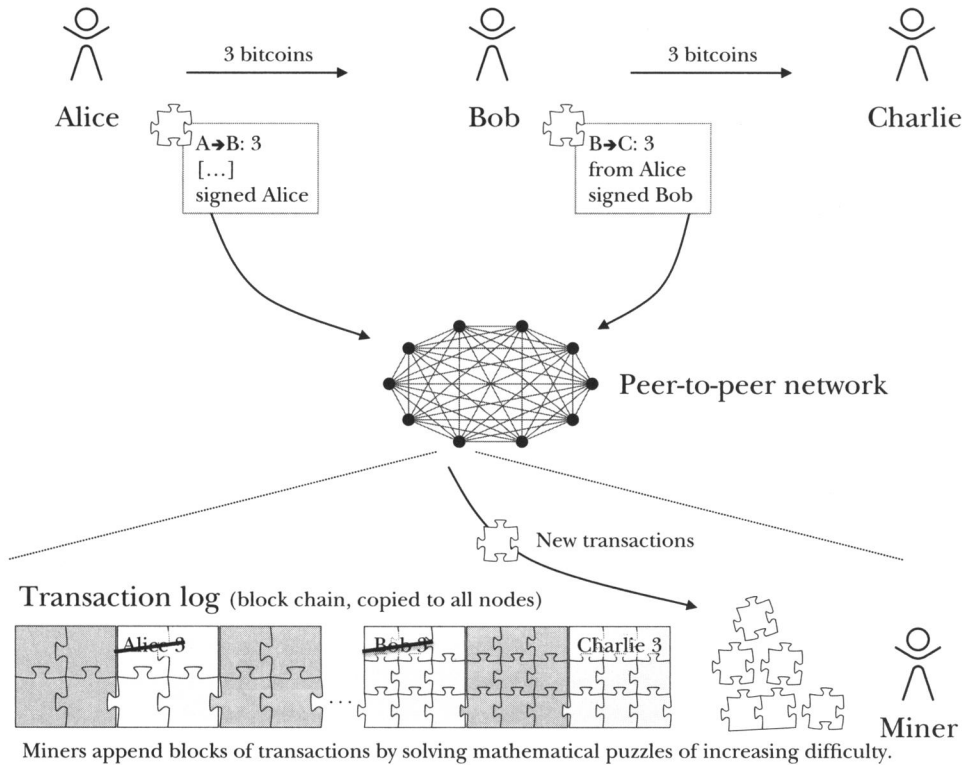 3 bitcoins
3 bitcoins
Alice
Bob
Charlie
A➔B: 3
[…]
signed Alice
B➔C: 3
from Alice
signed Bob
Peer-to-peer network
New transactions
Transaction log (block chain, copied to all nodes)
Alice 3
Bob 3
Charlie 3
Miner
Miners append blocks of transactions by solving mathematical puzzles of increasing difficulty.